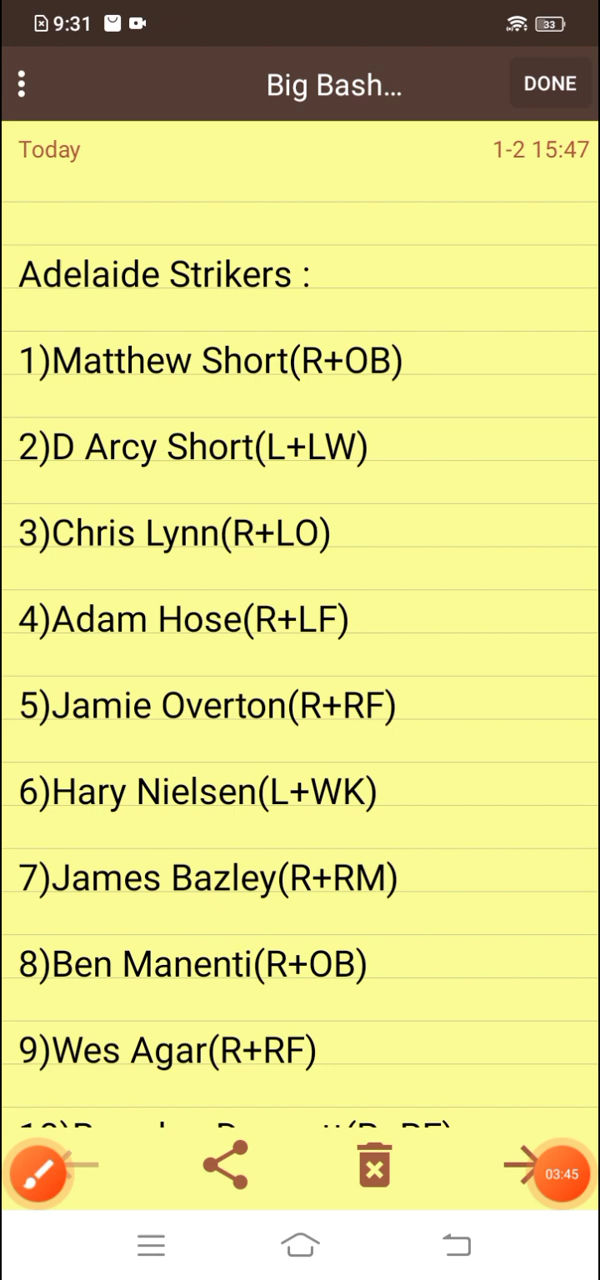 9:31
33
Big Bash...
DONE
Today
1-2 15:47
Adelaide Strikers :
1)Matthew Short(R+OB)
2)D Arcy Short(L+LW)
3)Chris Lynn(R+LO)
4)Adam Hose(R+LF)
5)Jamie Overton(R+RF)
6)Hary Nielsen(L+WK)
7)James Bazley(R+RM)
8)Ben Manenti(R+OB)
9)Wes Agar(R+RF)
03:45